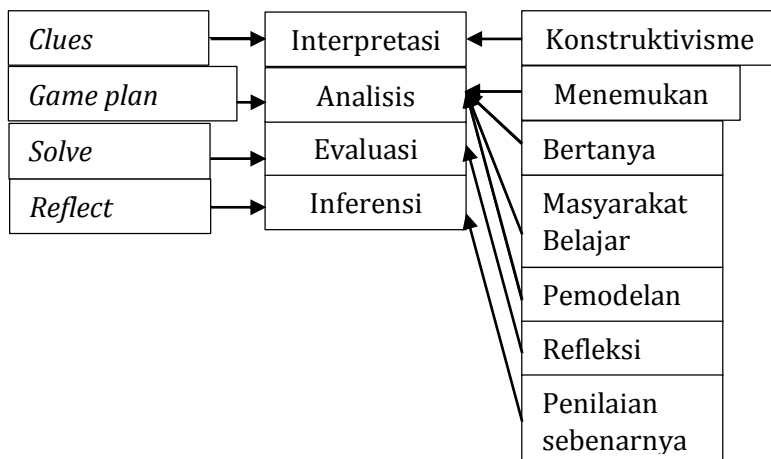 Clues
Interpretasi
Konstruktivisme
Game plan
Analisis
Menemukan
Solve
Evaluasi
Bertanya
Reflect
Inferensi
Masyarakat
Belajar
Pemodelan
Refleksi
Penilaian
sebenarnya